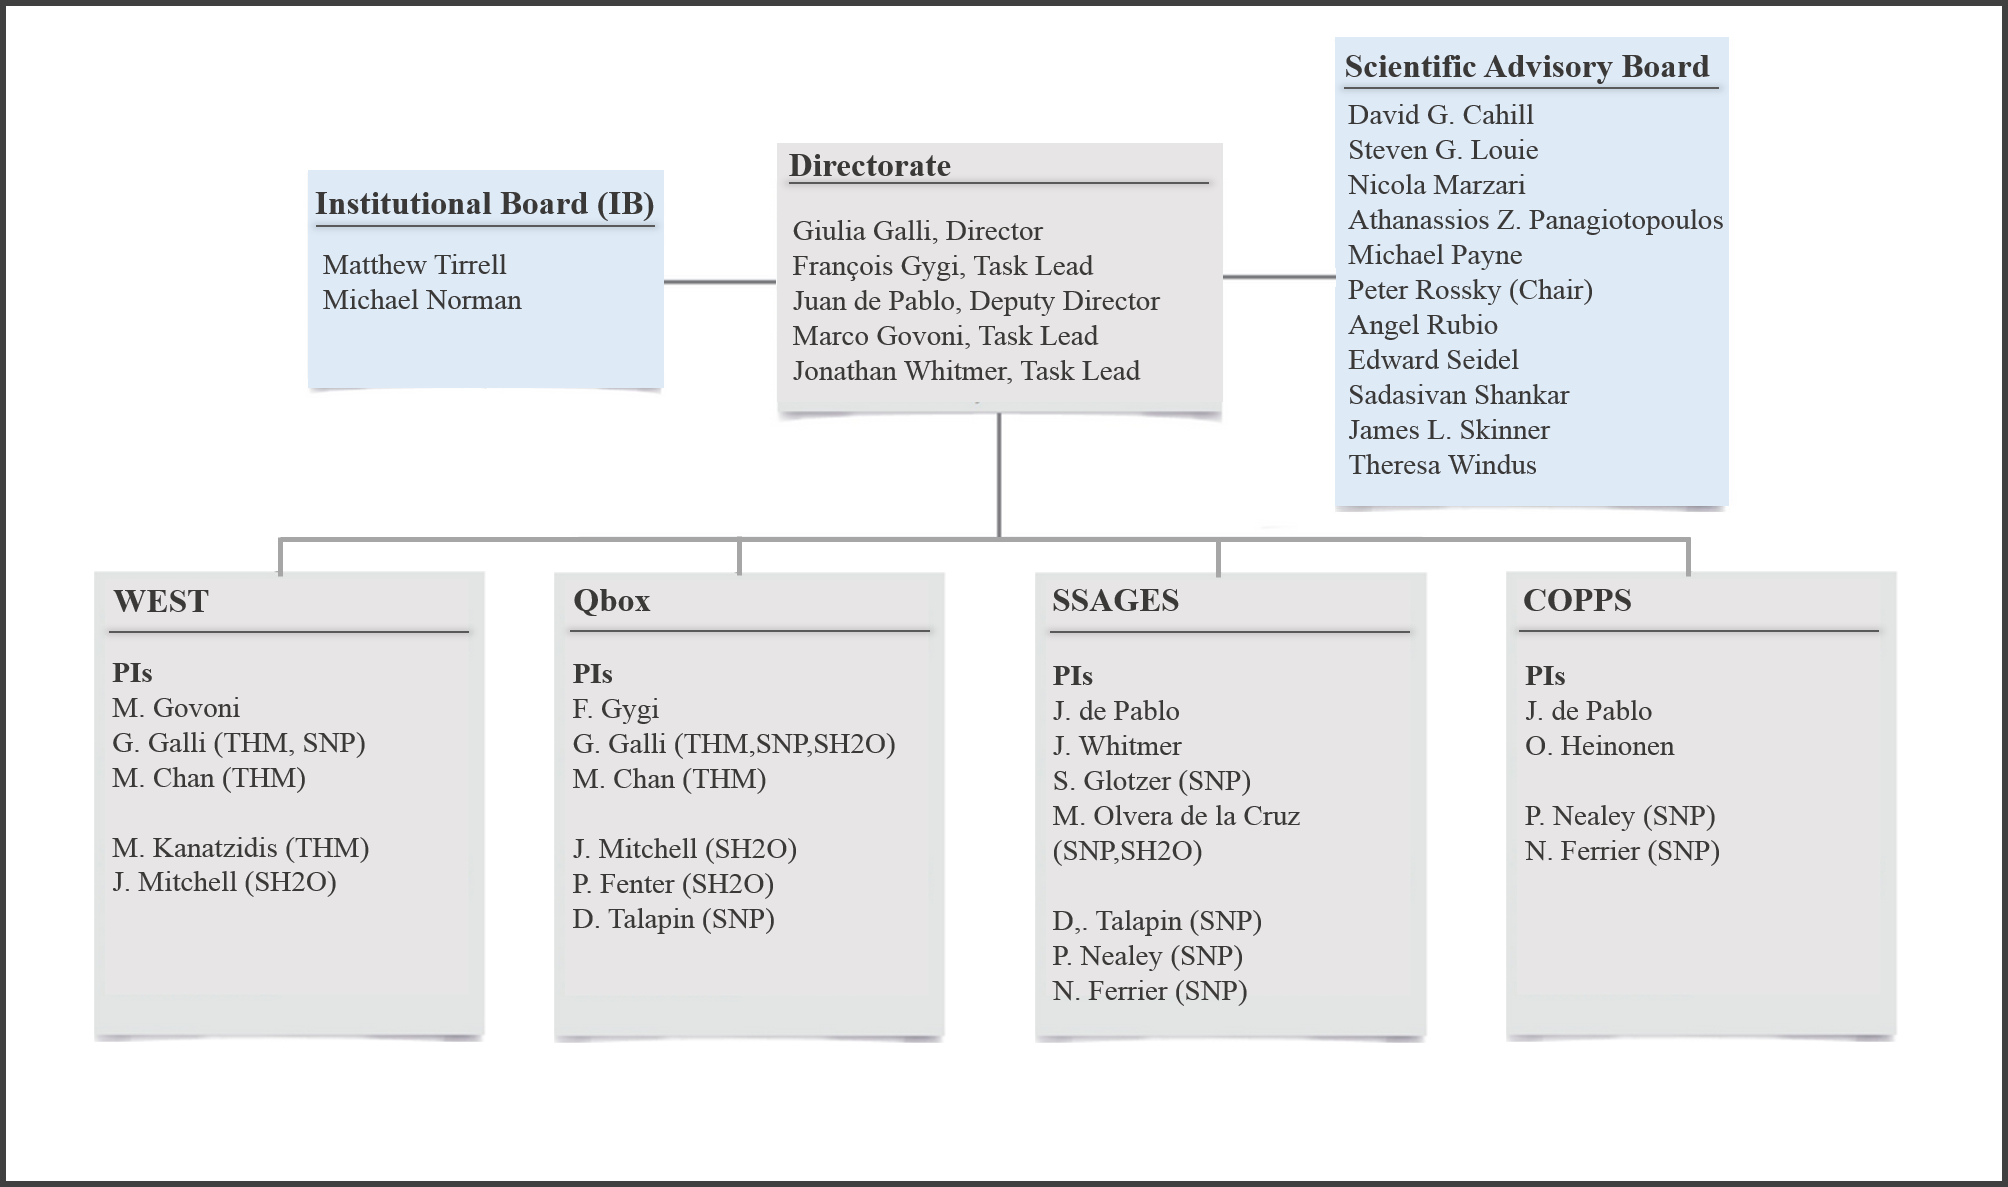 Institutional Board (IB)
Matthew Tirrell
Michael Norman
Directorate
Giulia Galli, Director
François Gygi, Task Lead
Juan de Pablo, Deputy Director
Marco Govoni, Task Lead
Jonathan Whitmer, Task Lead
Scientific Advisory Board
David G. Cahill
Steven G. Louie
Nicola Marzari
Athanassios Z. Panagiotopoulos
Michael Payne
Peter Rossky (Chair)
Angel Rubio
Edward Seidel
Sadasivan Shankar
James L. Skinner
Theresa Windus
WEST
PIs
M. Govoni
G. Galli (THM, SNP)
M. Chan (THM)
M. Kanatzidis (THM)
J. Mitchell (SH2O)
Qbox
PIs
F. Gygi
G. Galli (THM,SNP,SH2O)
M. Chan (THM)
J. Mitchell (SH2O)
P. Fenter (SH2O)
D. Talapin (SNP)
SSAGES
PIs
J. de Pablo
J. Whitmer
S. Glotzer (SNP)
M. Olvera de la Cruz
(SNP,SH2O)
D,. Talapin (SNP)
P. Nealey (SNP)
N. Ferrier (SNP)
COPPS
PIs
J. de Pablo
O. Heinonen
P. Nealey (SNP)
N. Ferrier (SNP)